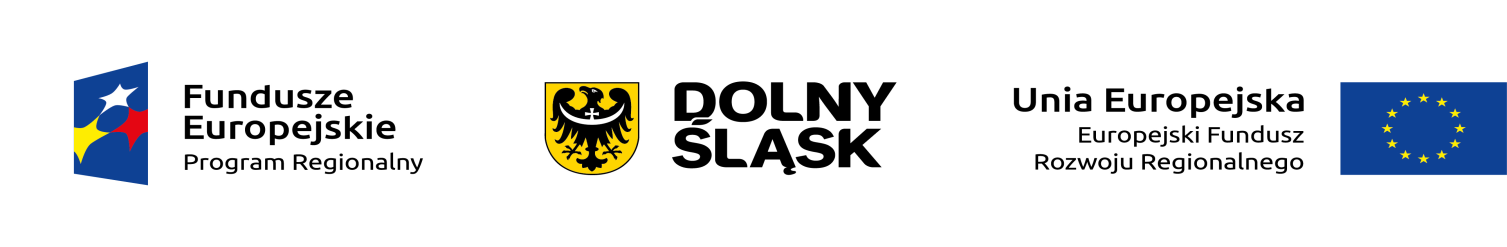 Fundusze
Europejskie
Program Regionalny
DOLNY
ŚLĄSK
Unia Europejska
Europejski Fundusz
Rozwoju Regionalnego